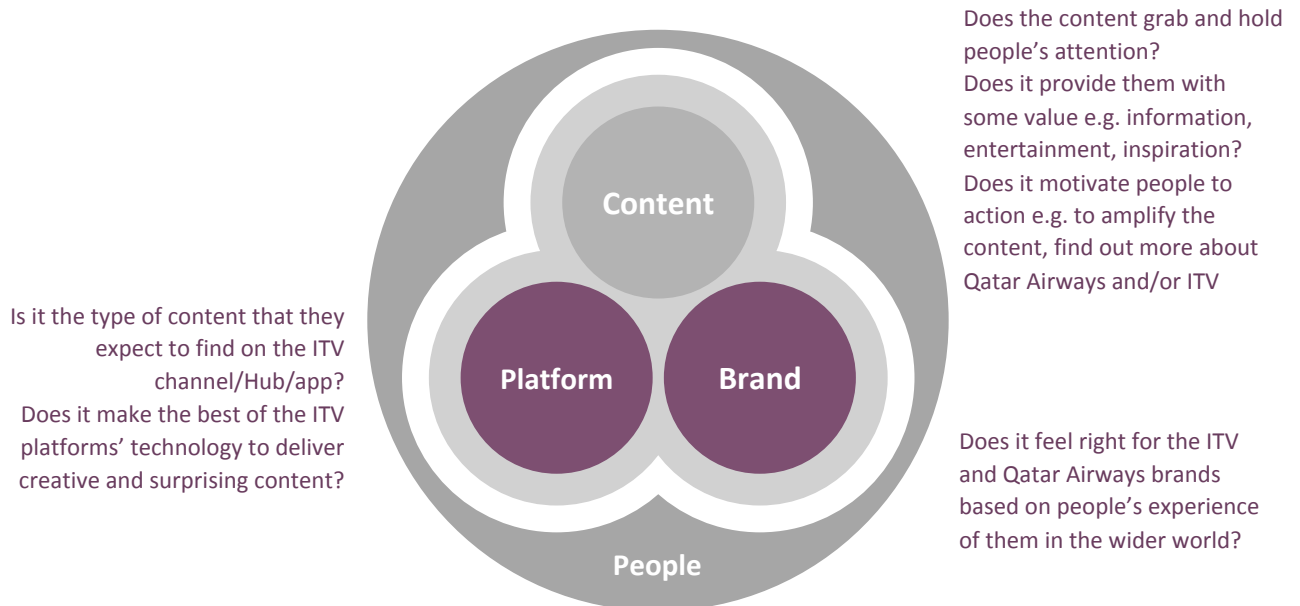 Does the content grab and hold
people’s attention?
Does it provide them with
some value e.g. information,
entertainment, inspiration?
Does it motivate people to
action e.g. to amplify the
content, find out more about
Qatar Airways and/or ITV
Content
Is it the type of content that they
expect to find on the ITV
channel/Hub/app?
Does it make the best of the ITV
platforms’ technology to deliver
creative and surprising content?
Platform
Brand
Does it feel right for the ITV
and Qatar Airways brands
based on people’s experience
of them in the wider world?
People